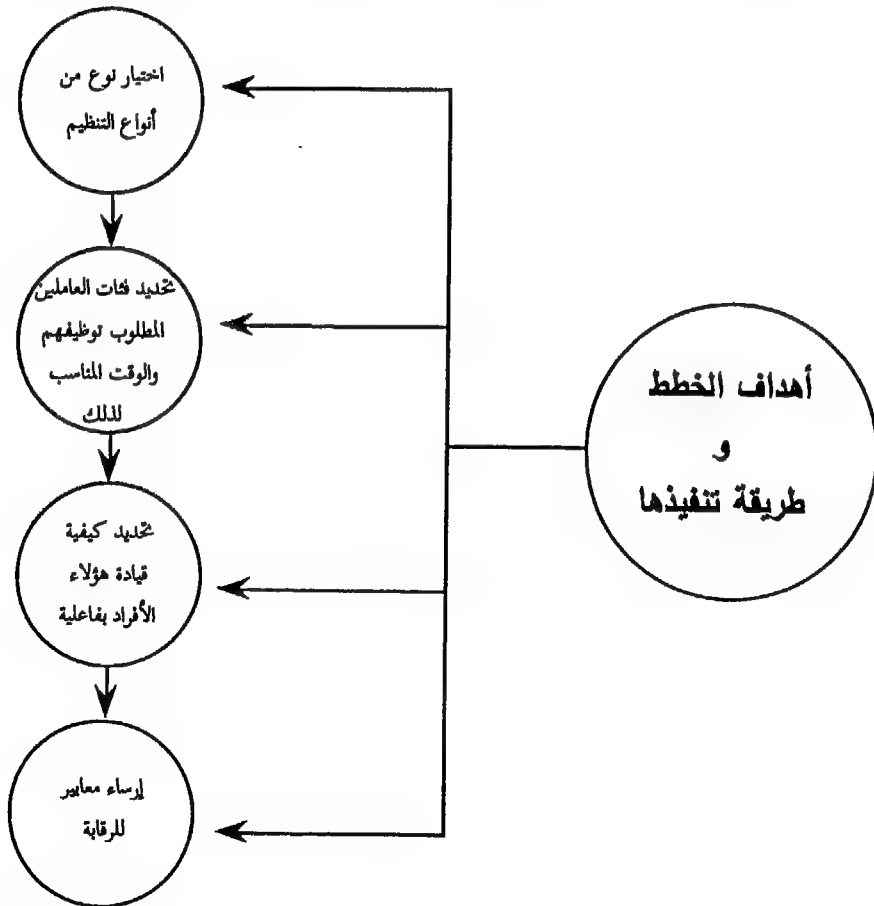 أهداف الخطط
و
طريقة تنفيذها
اختيار نوع من
أنواع التنظيم
تحديد فئات العاملين
المطلوب توظيفهم
والوقت المناسب
لذلك
تحديد كيفية
قيادة هؤلاء
الأفراد بفاعلية
إرساء معايير
للرقابة